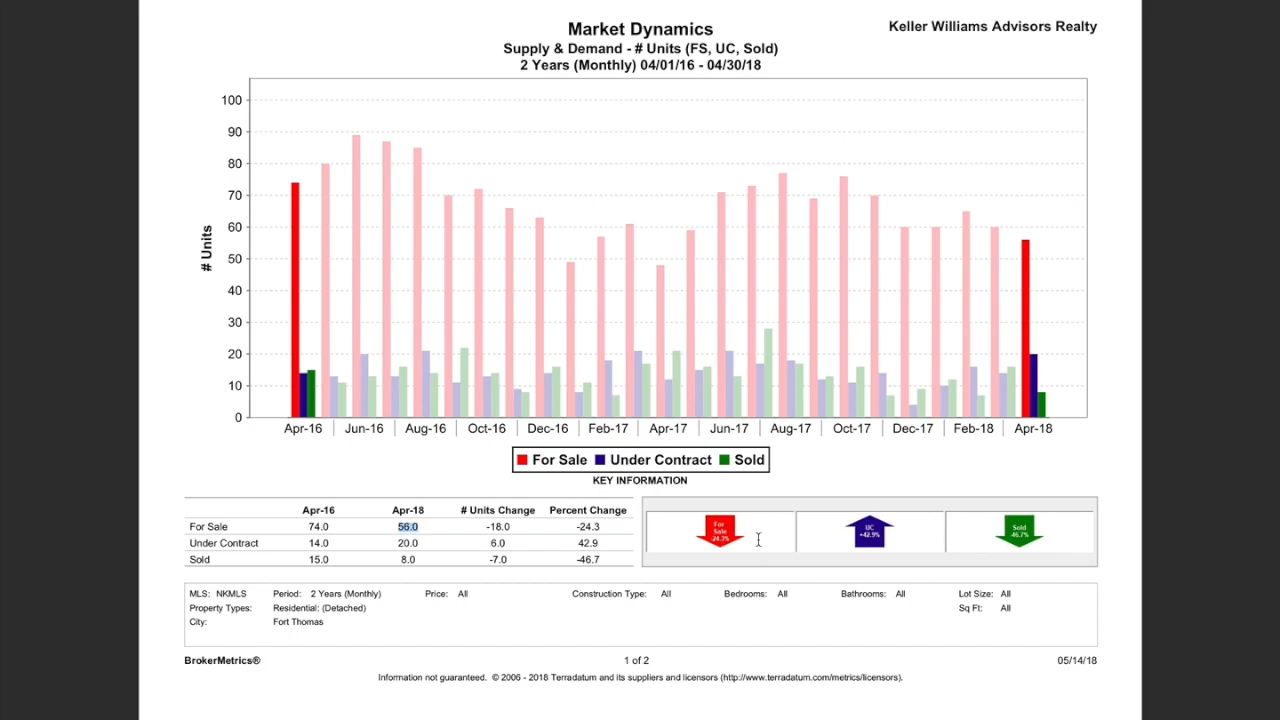 Market Dynamics
Keller Williams Advisors Realty
Supply & Demand - # Units (FS, UC, Sold)
2 Years (Monthly) 04/01/16 - 04/30/18
100
90
80
70
60
50
40
30
20
10
0
# Units
Apr-16 Jun-16 Aug-16 Oct-16 Dec-16 Feb-17 Apr-17 Jun-17 Aug-17 Oct-17 Dec-17 Feb-18 Apr-18
For Sale Under Contract Sold
KEY INFORMATION
Apr-16 Apr-18 # Units Change Percent Change
For Sale 74.0 56.0 -18.0 -24.3
Under Contract 14.0 20.0 6.0 42.9
Sold 15.0 8.0 -7.0 -46.7
For
Sale
-24.3%
UC
+42.9%
Sold
-46.7%
MLS: NKMLS Period: 2 Years (Monthly) Price: All Construction Type: All Bedrooms: All Bathrooms: All Lot Size: All
Property Types: Residential: (Detached) Sq Ft: All
City: Fort Thomas
BrokerMetrics® 1 of 2 05/14/18
Information not guaranteed. © 2006 - 2018 Terradatum and its suppliers and licensors (http://www.terradatum.com/metrics/licensors).